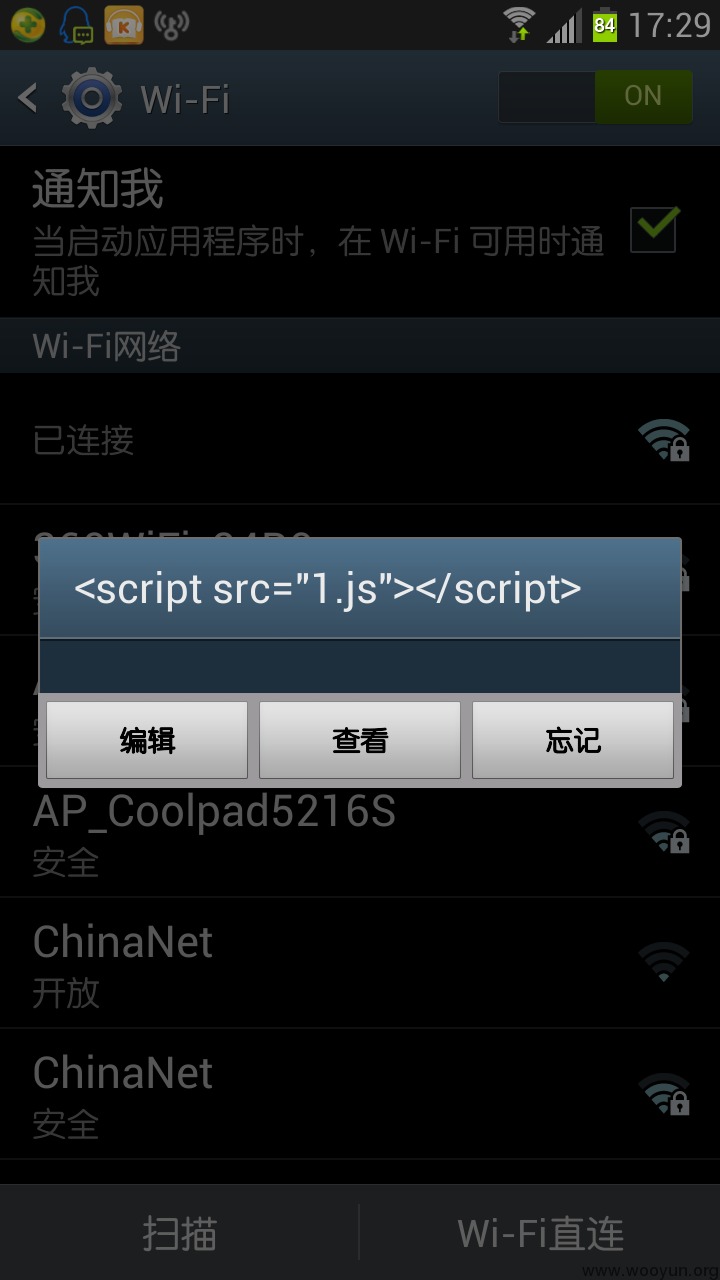 84 17:29
Wi-Fi
ON
通知我
当启动应用程序时，在 Wi-Fi 可用时通
知我
Wi-Fi网络
已连接
<script src="1.js"></script>
编辑
查看
忘记
AP_Coolpad5216S
安全
ChinaNet
开放
ChinaNet
安全
扫描
Wi-Fi直连
www.wooyun.org